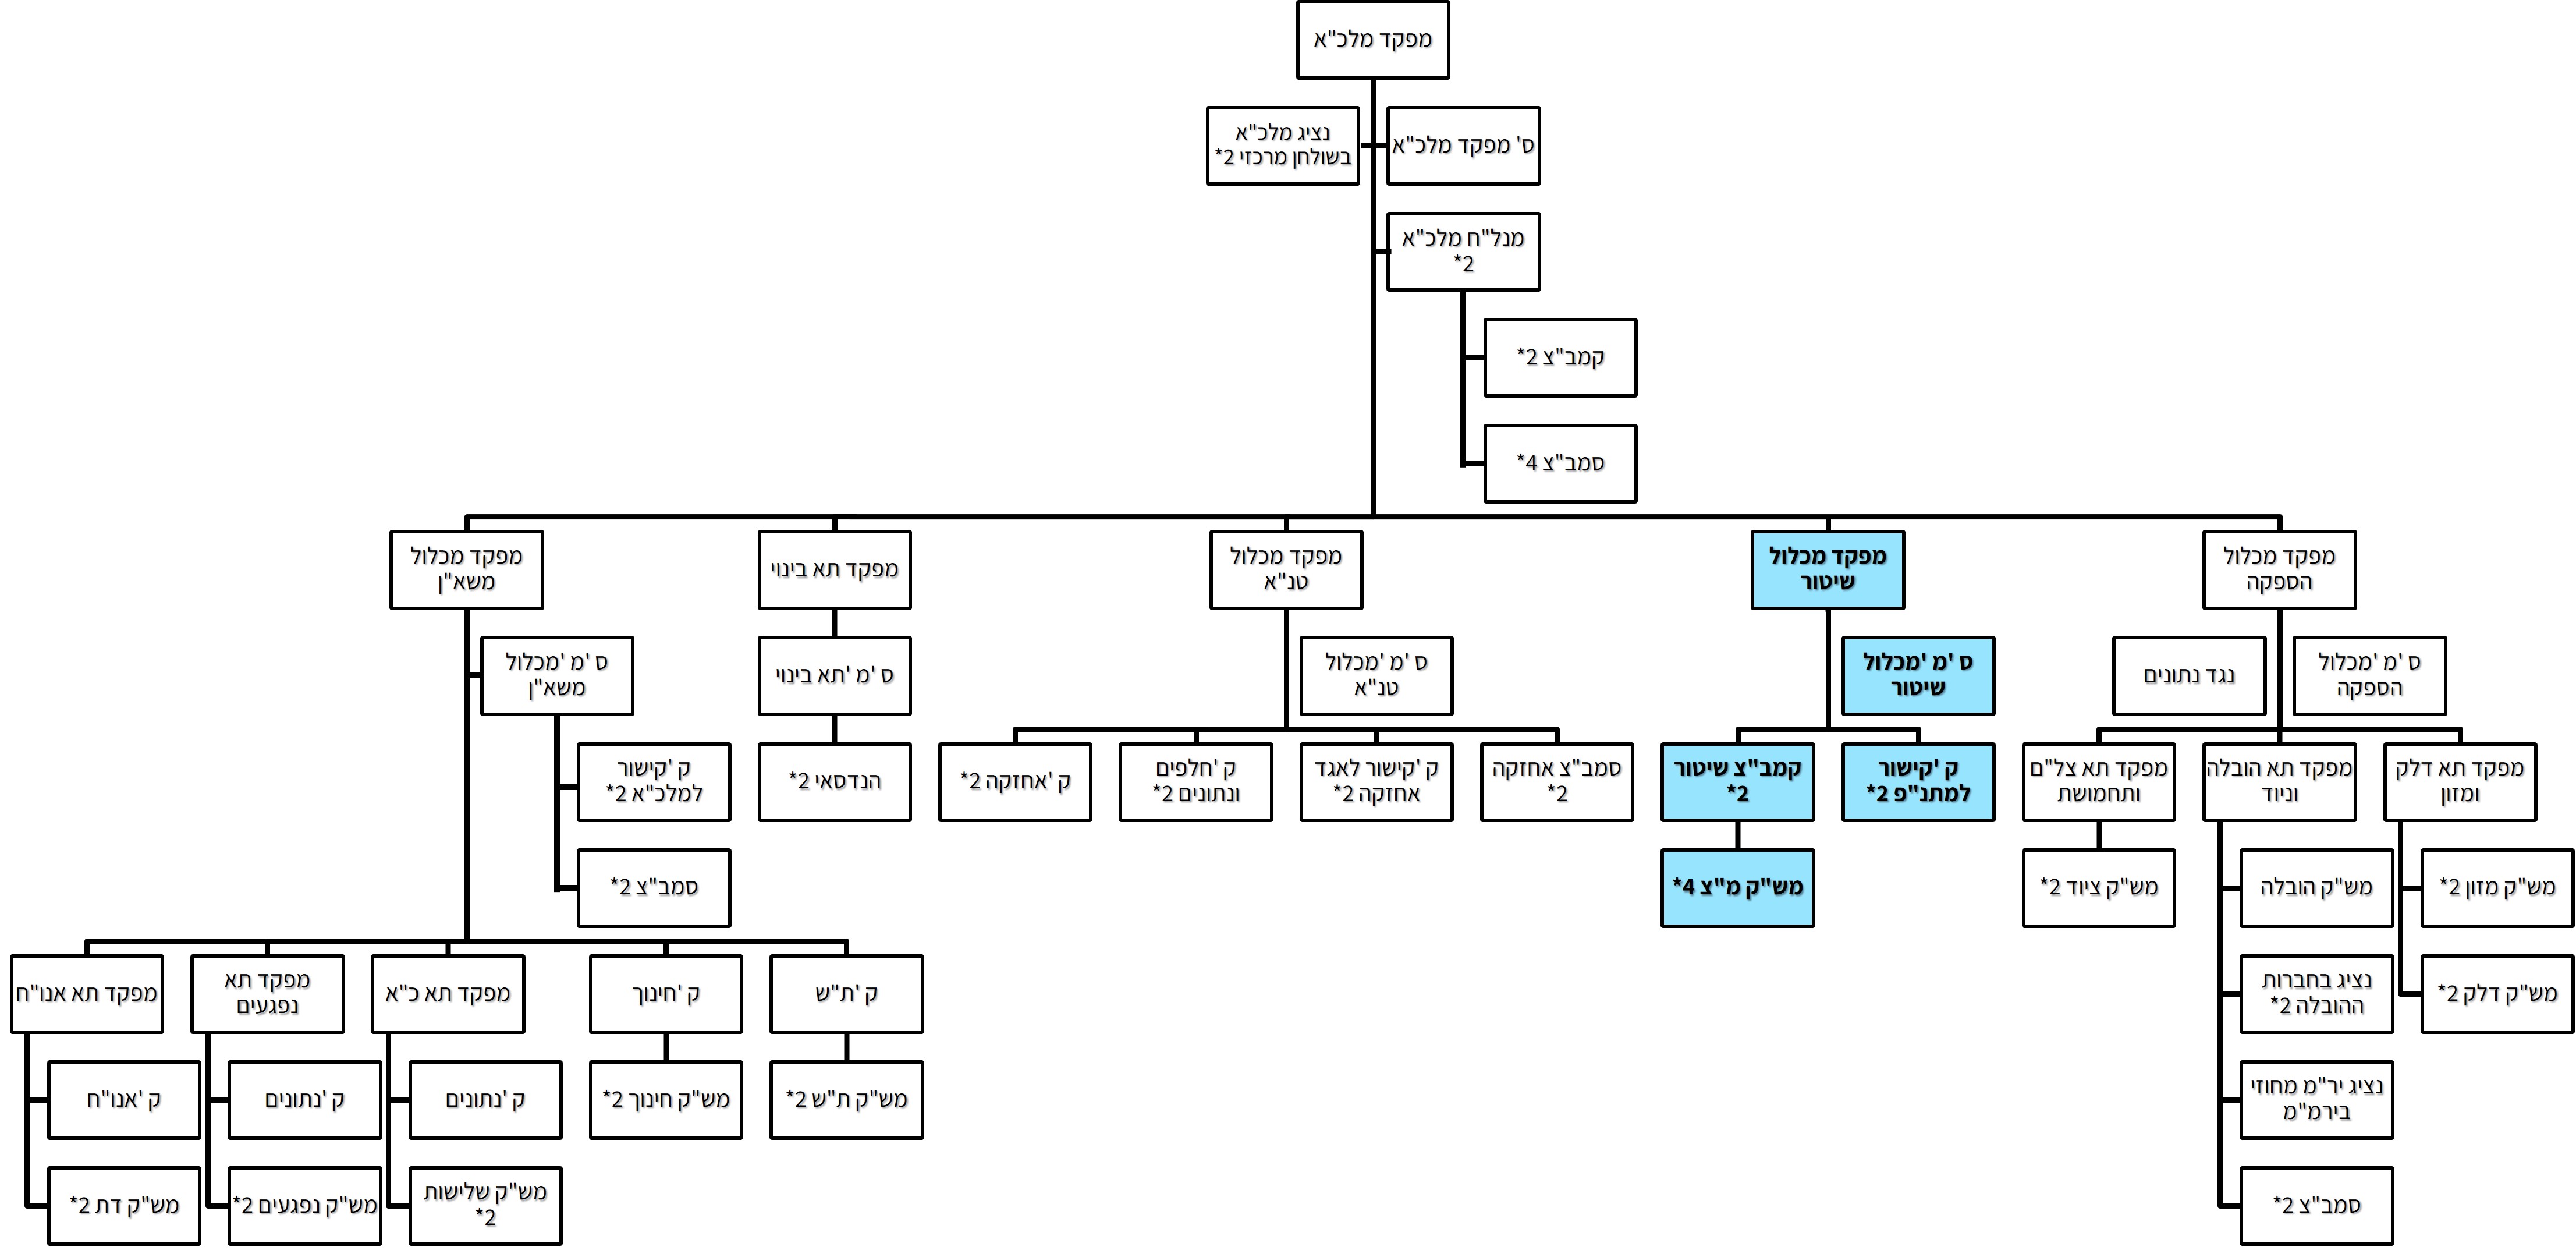 מפקד מלכ"א
ס' מפקד מלכ"א
נציג מלכ"א
בשולחן מרכזי 2*
מנל"ח מלכ"א
2*
קמב"צ 2*
סמב"צ 4*
מפקד מכלול
הספקה
מפקד מכלול
שיטור
מפקד מכלול
טנ"א
מפקד תא בינוי
מפקד מכלול
משא"ן
ס 'מ 'מכלול
הספקה
נגד נתונים
ס 'מ 'מכלול
שיטור
ס 'מ 'מכלול
טנ"א
ס 'מ 'תא בינוי
ס 'מ 'מכלול
משא"ן
מפקד תא דלק
ומזון
מפקד תא הובלה
וניוד
מפקד תא צל"ם
ותחמושת
ק 'קישור
למתנ"פ 2*
קמב"צ שיטור
2*
סמב"צ אחזקה
2*
ק 'קישור לאגד
אחזקה 2*
ק 'חלפים
ונתונים 2*
ק 'אחזקה 2*
הנדסאי 2*
ק 'קישור
למלכ"א 2*
מש"ק מזון 2*
מש"ק הובלה
מש"ק ציוד 2*
מש"ק מ"צ 4*
סמב"צ 2*
מש"ק דלק 2*
נציג בחברות
ההובלה 2*
ק 'ת"ש
ק 'חינוך
מפקד תא כ"א
מפקד תא
נפגעים
מפקד תא אנו"ח
נציג יר"מ מחוזי
בירמ"מ
מש"ק ת"ש 2*
מש"ק חינוך 2*
ק 'נתונים
ק 'נתונים
ק 'אנו"ח
סמב"צ 2*
מש"ק שלישות
2*
מש"ק נפגעים 2*
מש"ק דת 2*